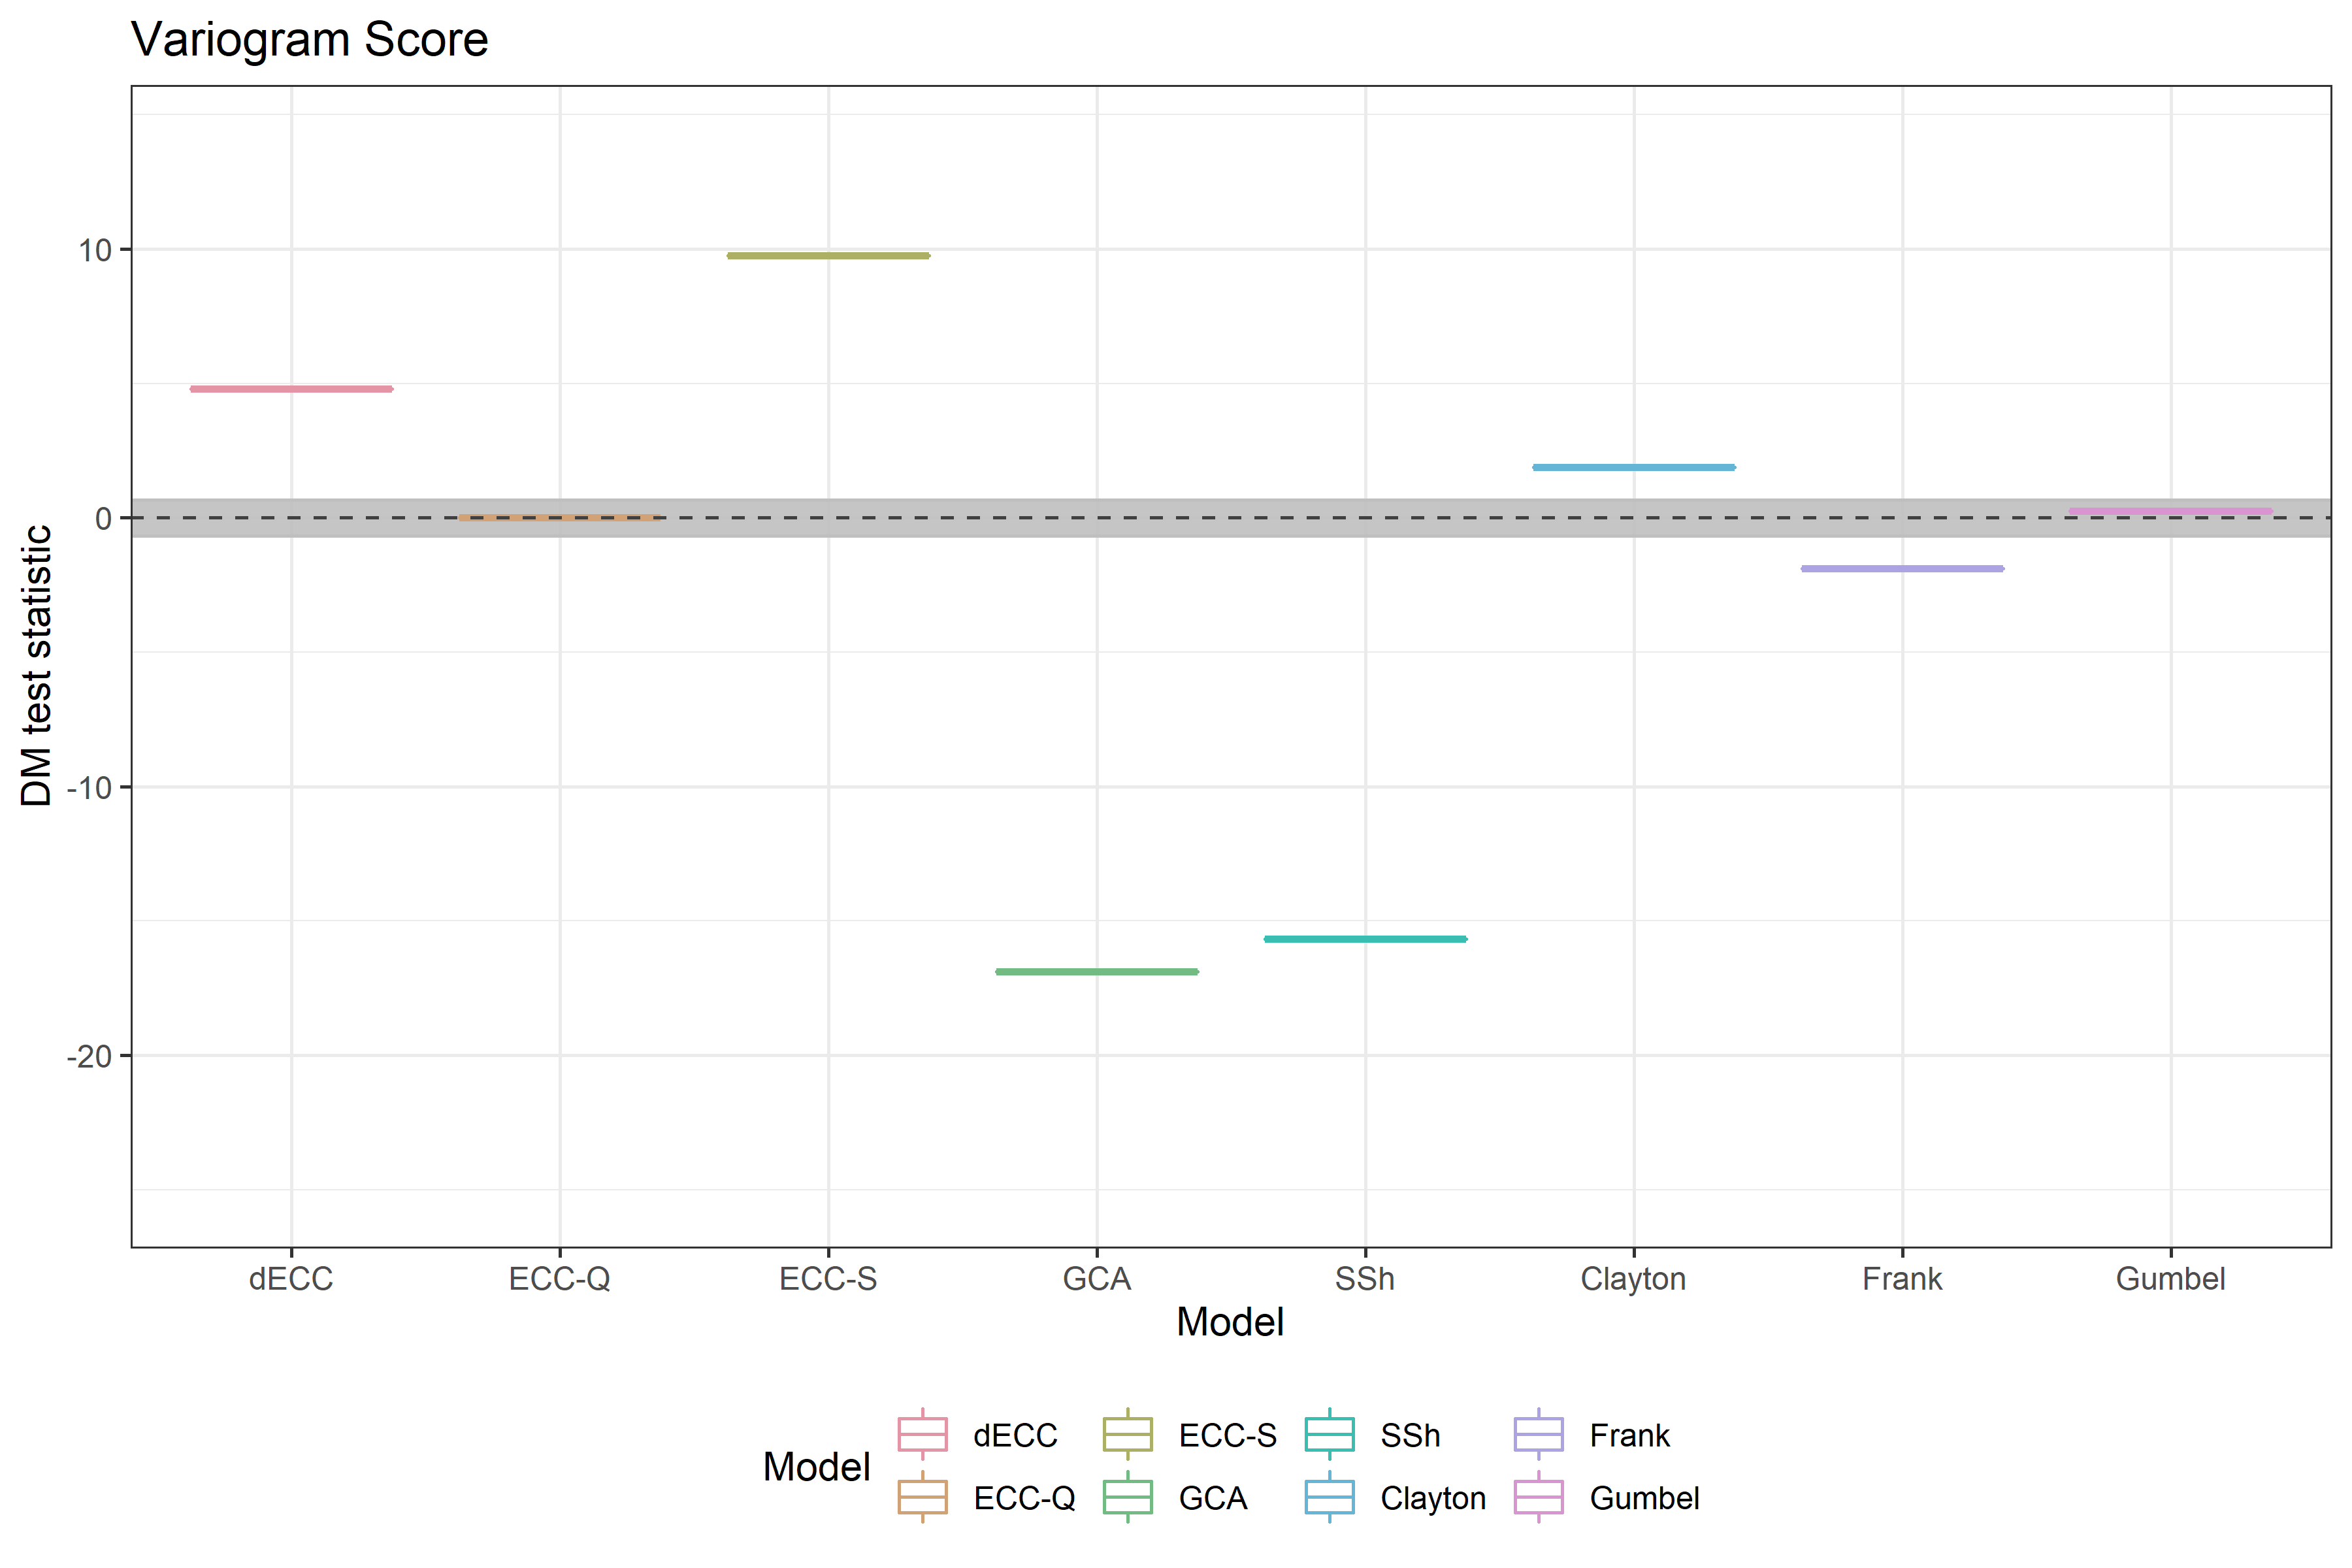 Variogram Score
DM test statistic
10
0
-10
-20
dECC ECC-Q ECC-S GCA SSh Clayton Frank Gumbel
Model
Model
dECC ECC-S SSh Frank
ECC-Q GCA Clayton Gumbel